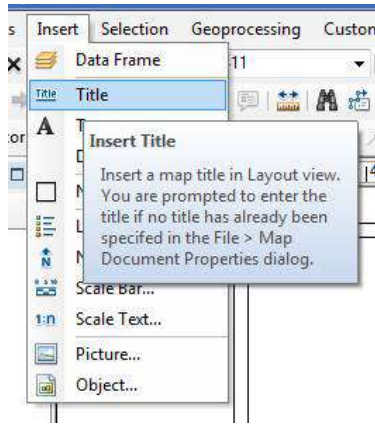 Insert Selection Geoprocessing Custon
Data Frame
11
Title Title
A T
Insert Title
Insert a map title in Layout view.
You are prompted to enter the
title if no title has already been
specifed in the File > Map
Document Properties dialog.
D
N
L
N
N
Scale Bar...
1:n Scale Text...
Picture...
Object...